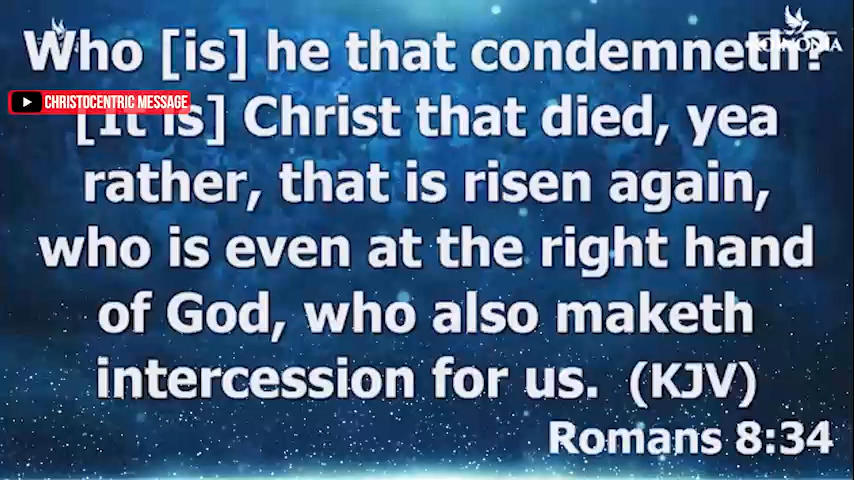 Who [is] he that condemneth?
KOINONIA
CHRISTOCENTRIC MESSAGE
[It is] Christ that died, yea
rather, that is risen again,
who is even at the right hand
of God, who also maketh
intercession for us. (KJV)
Romans 8:34